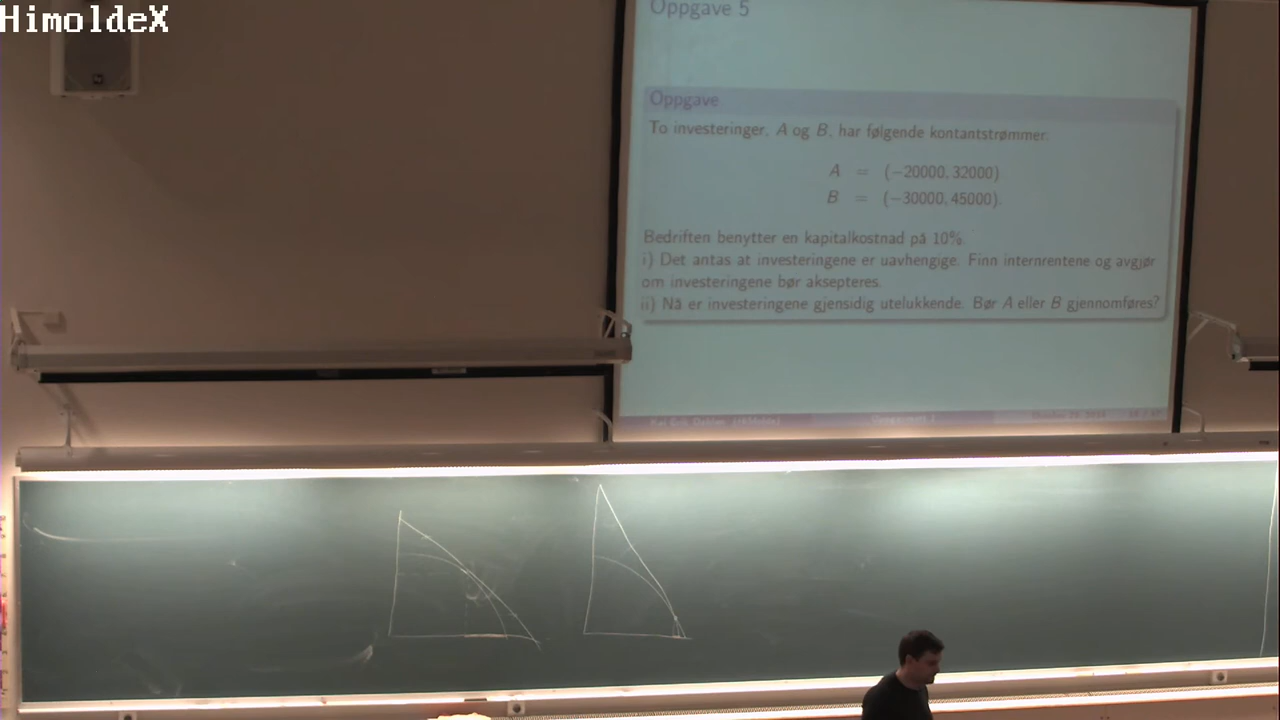 HimoldeX
Oppgave 5
Oppgave
To investeringer, A og B, har følgende kontantstrømmer:
A = (−20000, 32000)
B = (−30000, 45000).
Bedriften benytter en kapitalkostnad på 10%.
i) Det antas at investeringene er uavhengige. Finn internrentene og avgjør
om investeringene bør aksepteres.
ii) Nå er investeringene gjensidig utelukkende. Bør A eller B gjennomføres?